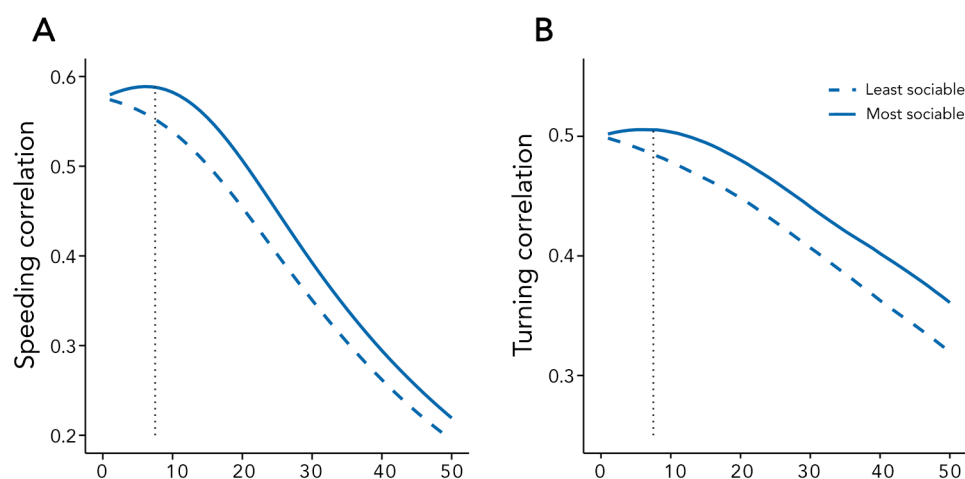 A
Speeding correlation
0.6
0.5
0.4
0.3
0.2
0 10 20 30 40 50
B
Turning correlation
0.5
0.4
0.3
0 10 20 30 40 50
Least sociable
Most sociable